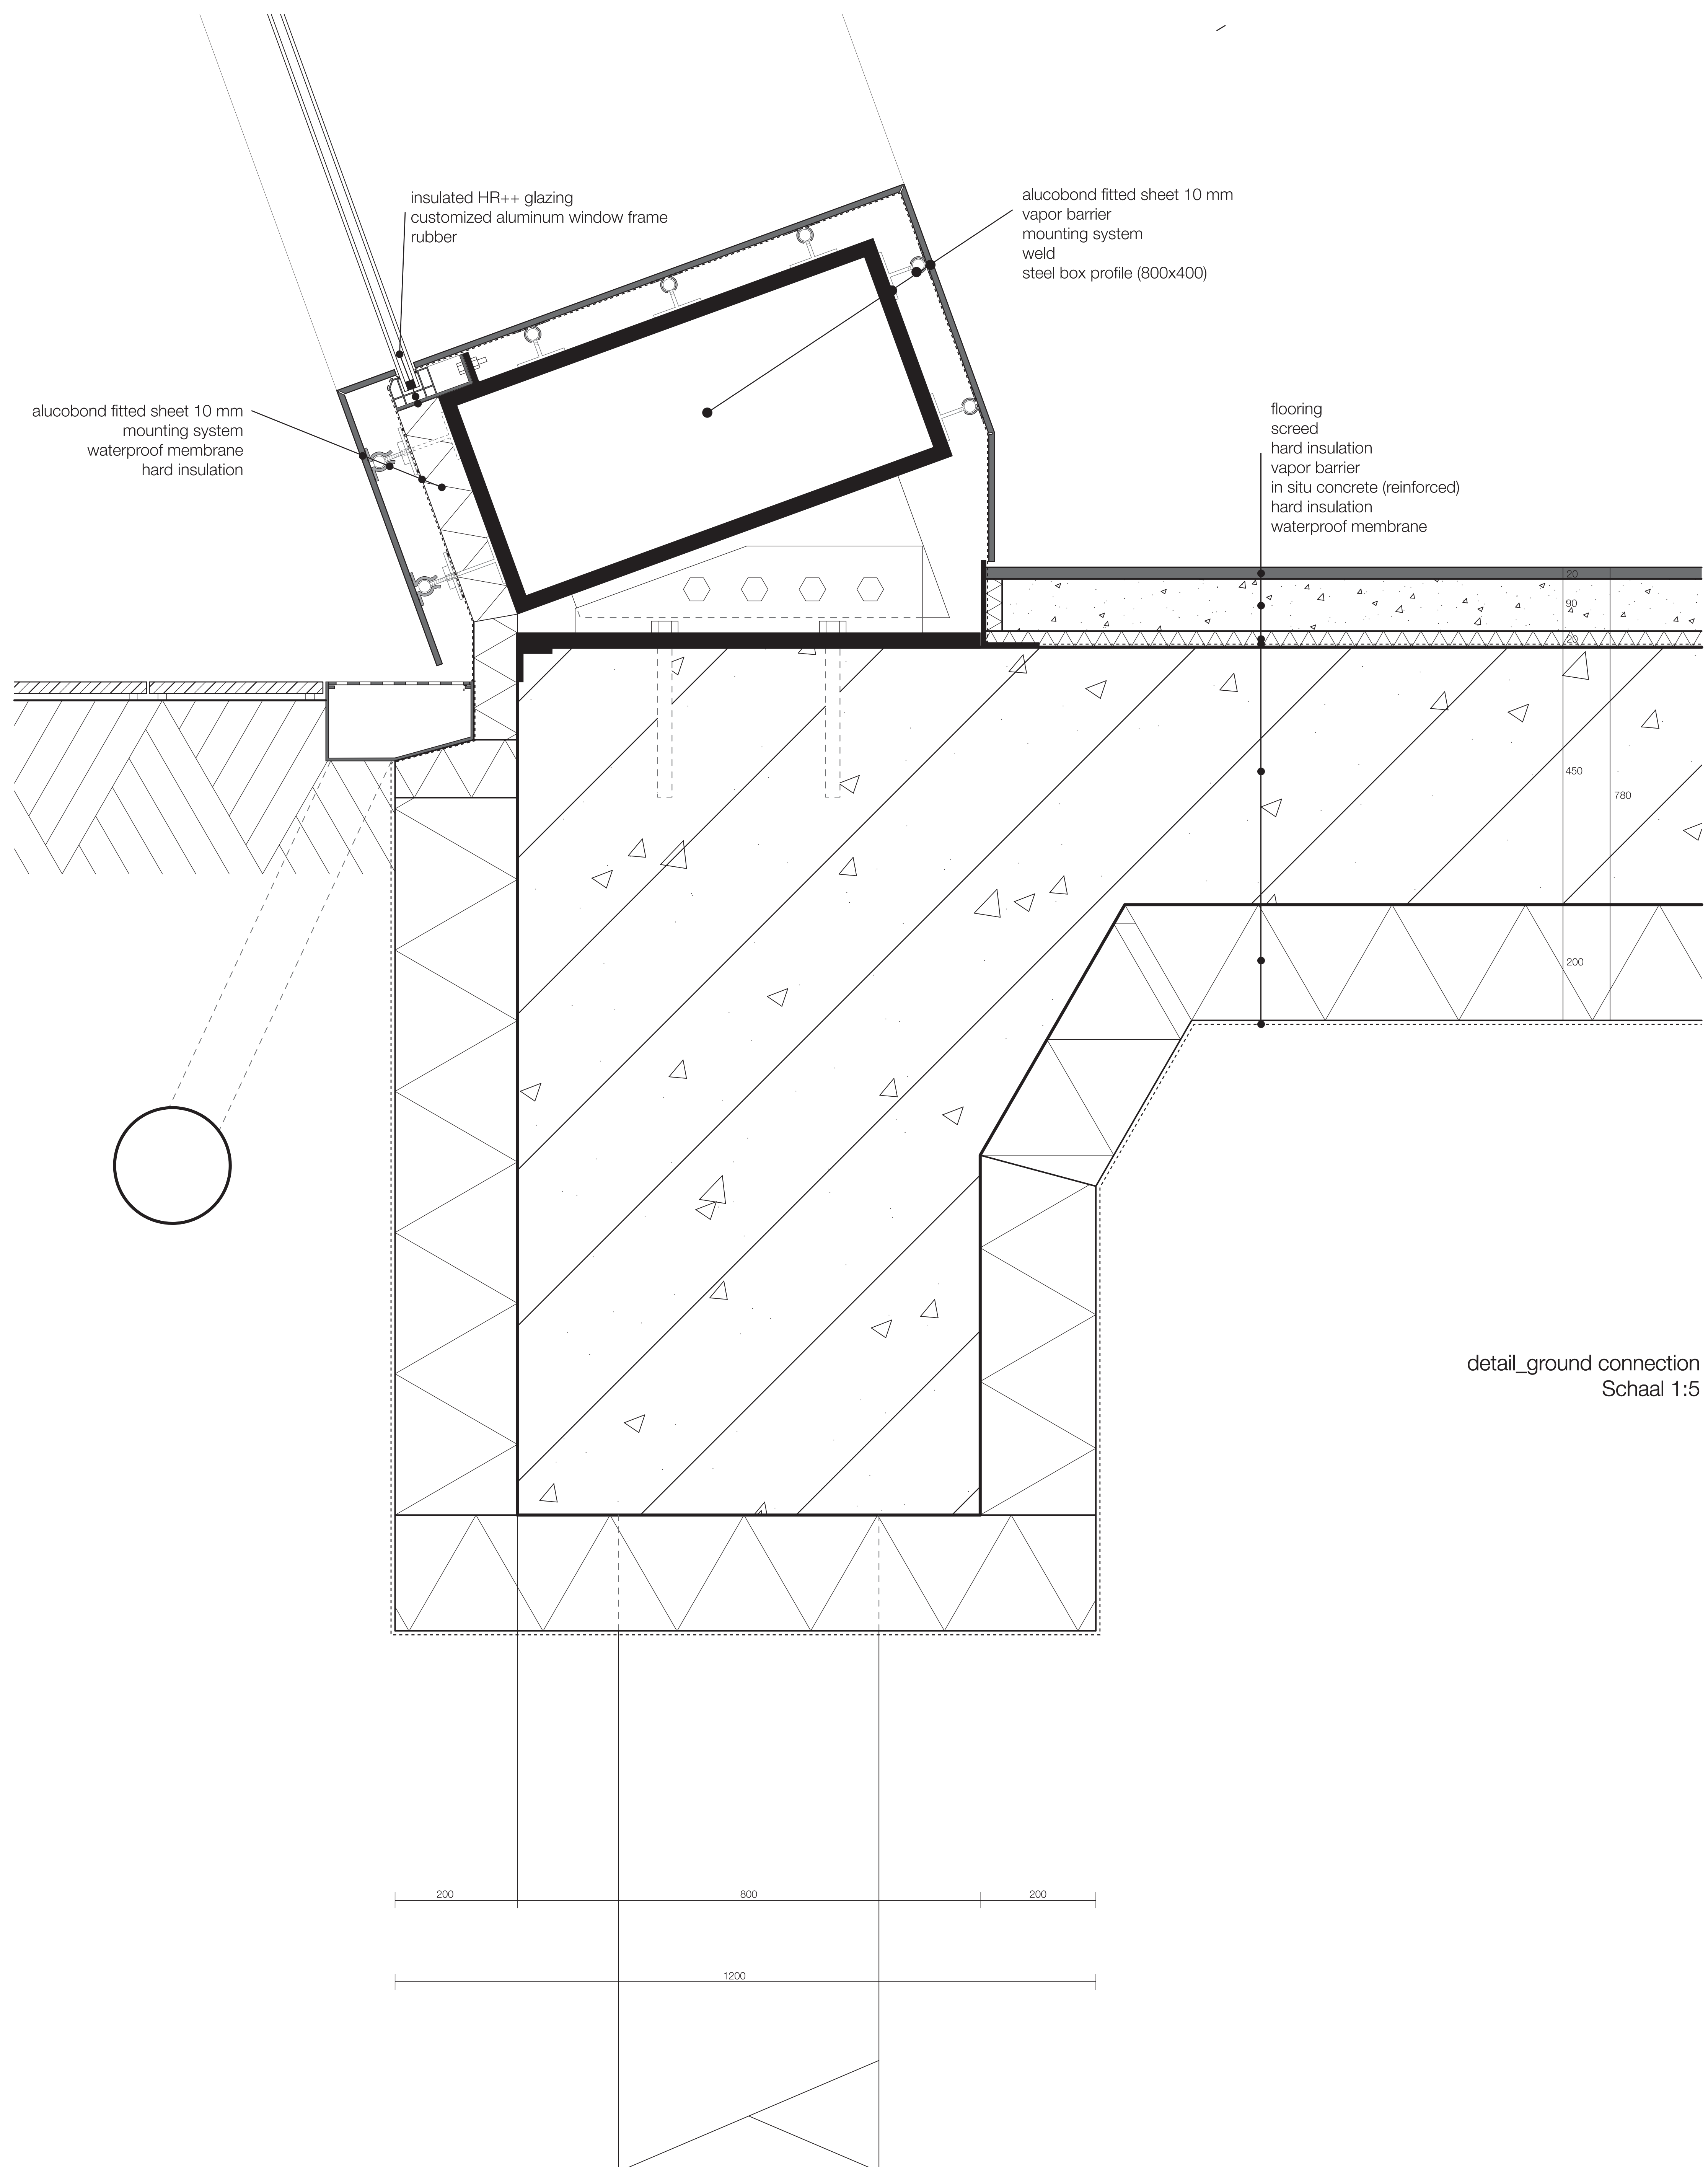 insulated HR++ glazing
customized aluminum window frame
rubber
alucobond fitted sheet 10 mm
vapor barrier
mounting system
weld
steel box profile (800x400)
alucobond fitted sheet 10 mm
mounting system
waterproof membrane
hard insulation
flooring
screed
hard insulation
vapor barrier
in situ concrete (reinforced)
hard insulation
waterproof membrane
20
90
20
450
780
200
detail_ground connection
Schaal 1:5
200
800
200
1200